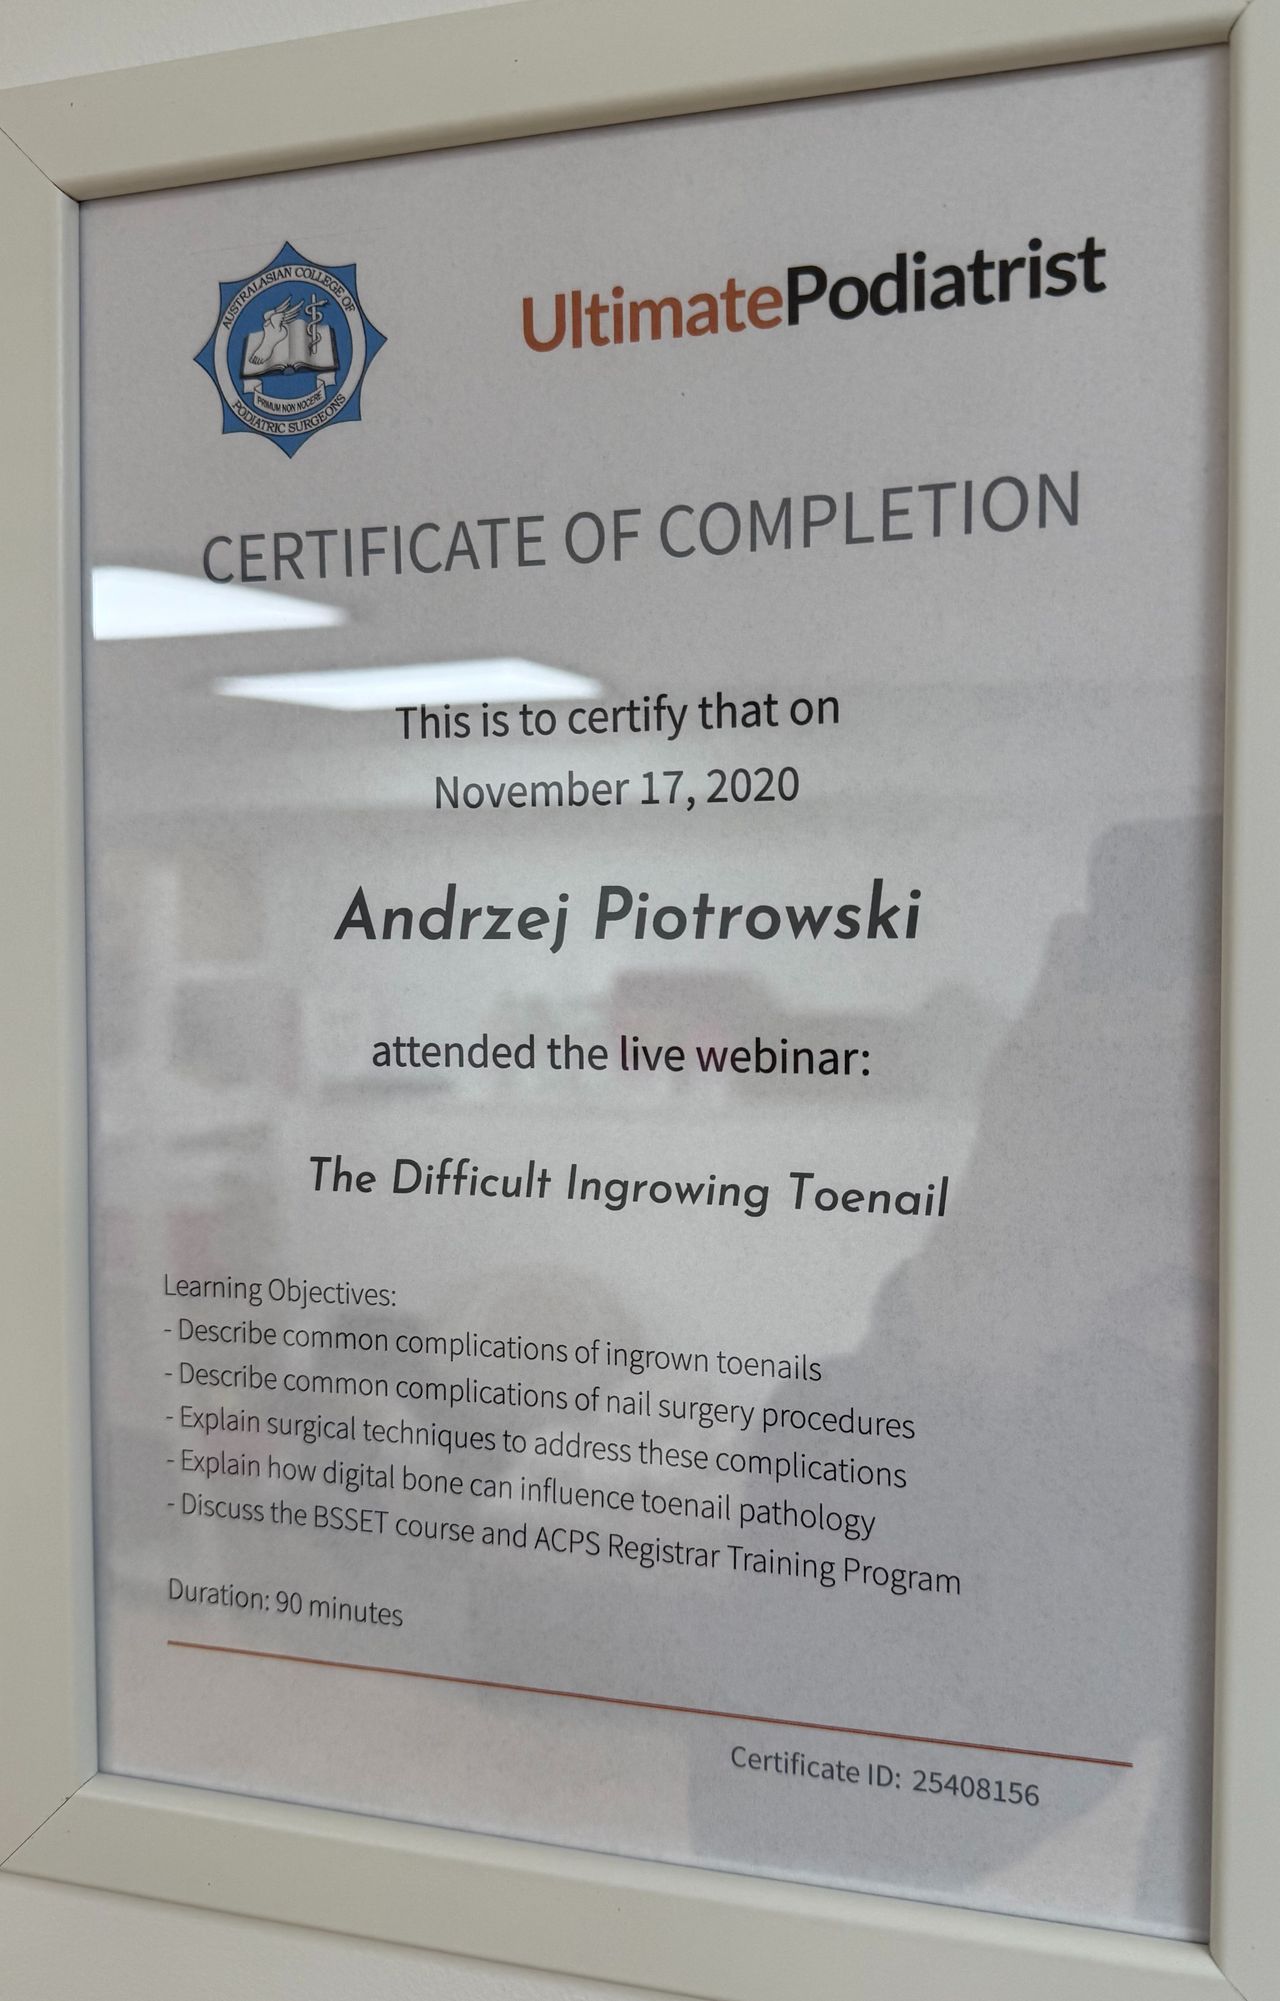 AUSTRALASIAN COLLEGE OF
PRIMUM NON NOCERE
PODIATRIC SURGEONS
UltimatePodiatrist
CERTIFICATE OF COMPLETION
This is to certify that on
November 17, 2020
Andrzej Piotrowski
attended the live webinar:
The Difficult Ingrowing Toenail
Learning Objectives:
- Describe common complications of ingrown toenails
- Describe common complications of nail surgery procedures
- Explain surgical techniques to address these complications
- Explain how digital bone can influence toenail pathology
- Discuss the BSSET course and ACPS Registrar Training Program
Duration: 90 minutes
Certificate ID: 25408156